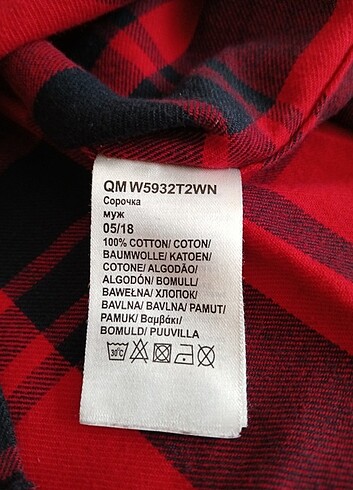 QM W5932T2WN
Сорочка
муж
05/18
100% COTTON/ COTON/
BAUMWOLLE/ KATOEN/
COTONE/ ALGODÃO/
ALGODÓN/ BOMULL/
BAWEŁNA/ ХЛОПОК/
BAVLNA/ BAVLNA/ PAMUT/
PAMUK/ Βαμβάκι/
BOMULD/ PUUVILLA
30°C